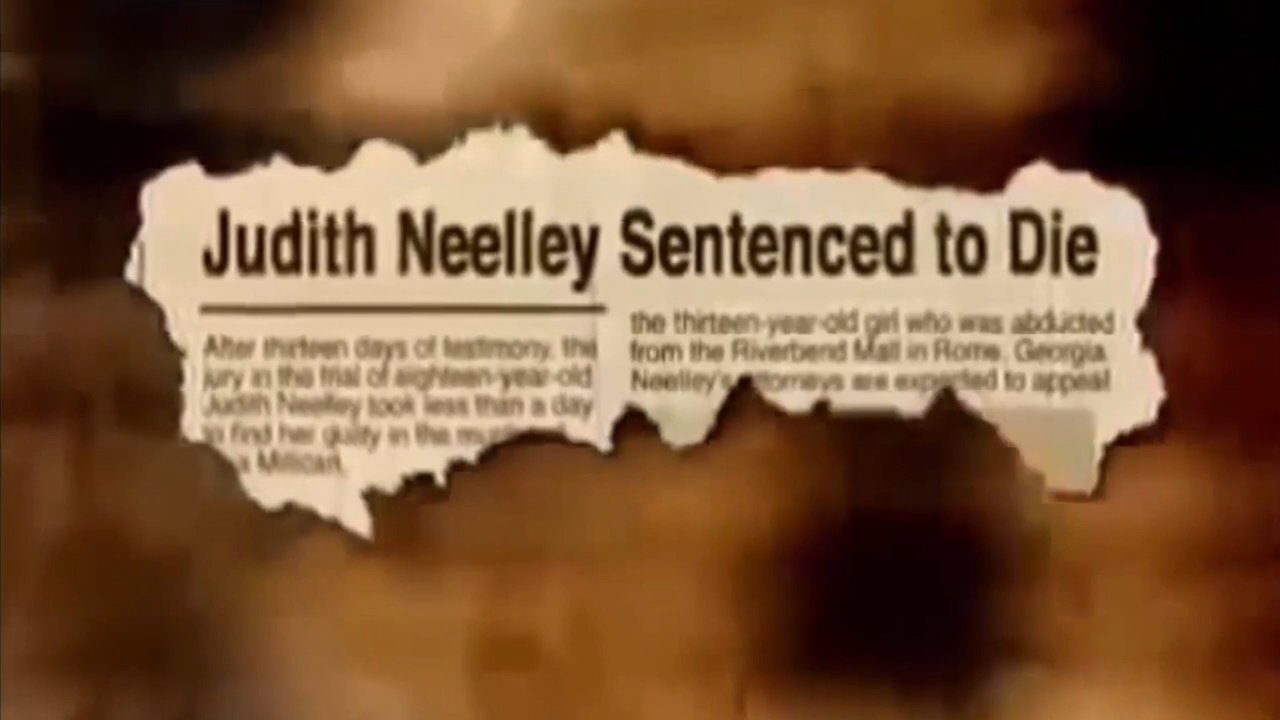 Judith Neelley Sentenced to Die
After thirteen days of testimony, the
jury in the trial of eighteen-year-old
Judith Neelley took less than a day
to find her guilty in the
Millican.
the thirteen-year-old girl who was abducted
from the Riverbend Mall in Rome, Georgia.
Neelley's attorneys are expected to appeal